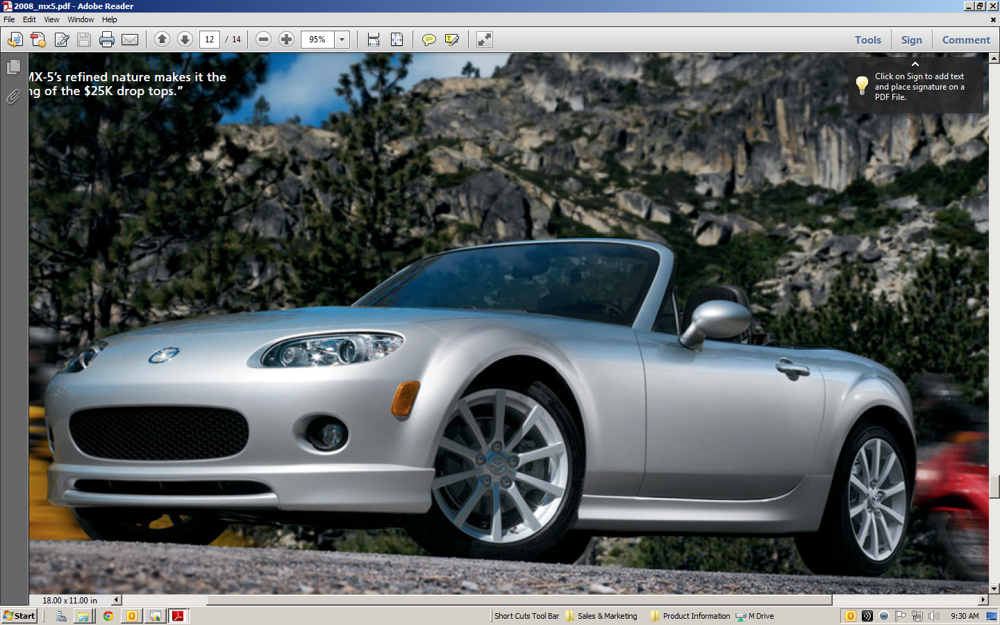 2008_mx5.pdf - Adobe Reader
File Edit View Window Help
12 / 14 95% Tools Sign Comment
MX-5's refined nature makes it the
ng of the $25K drop tops."
Click on Sign to add text
and place signature on a
PDF File.
18.00 x 11.00 in
Start Short Cuts Tool Bar Sales & Marketing Product Information M Drive 9:30 AM